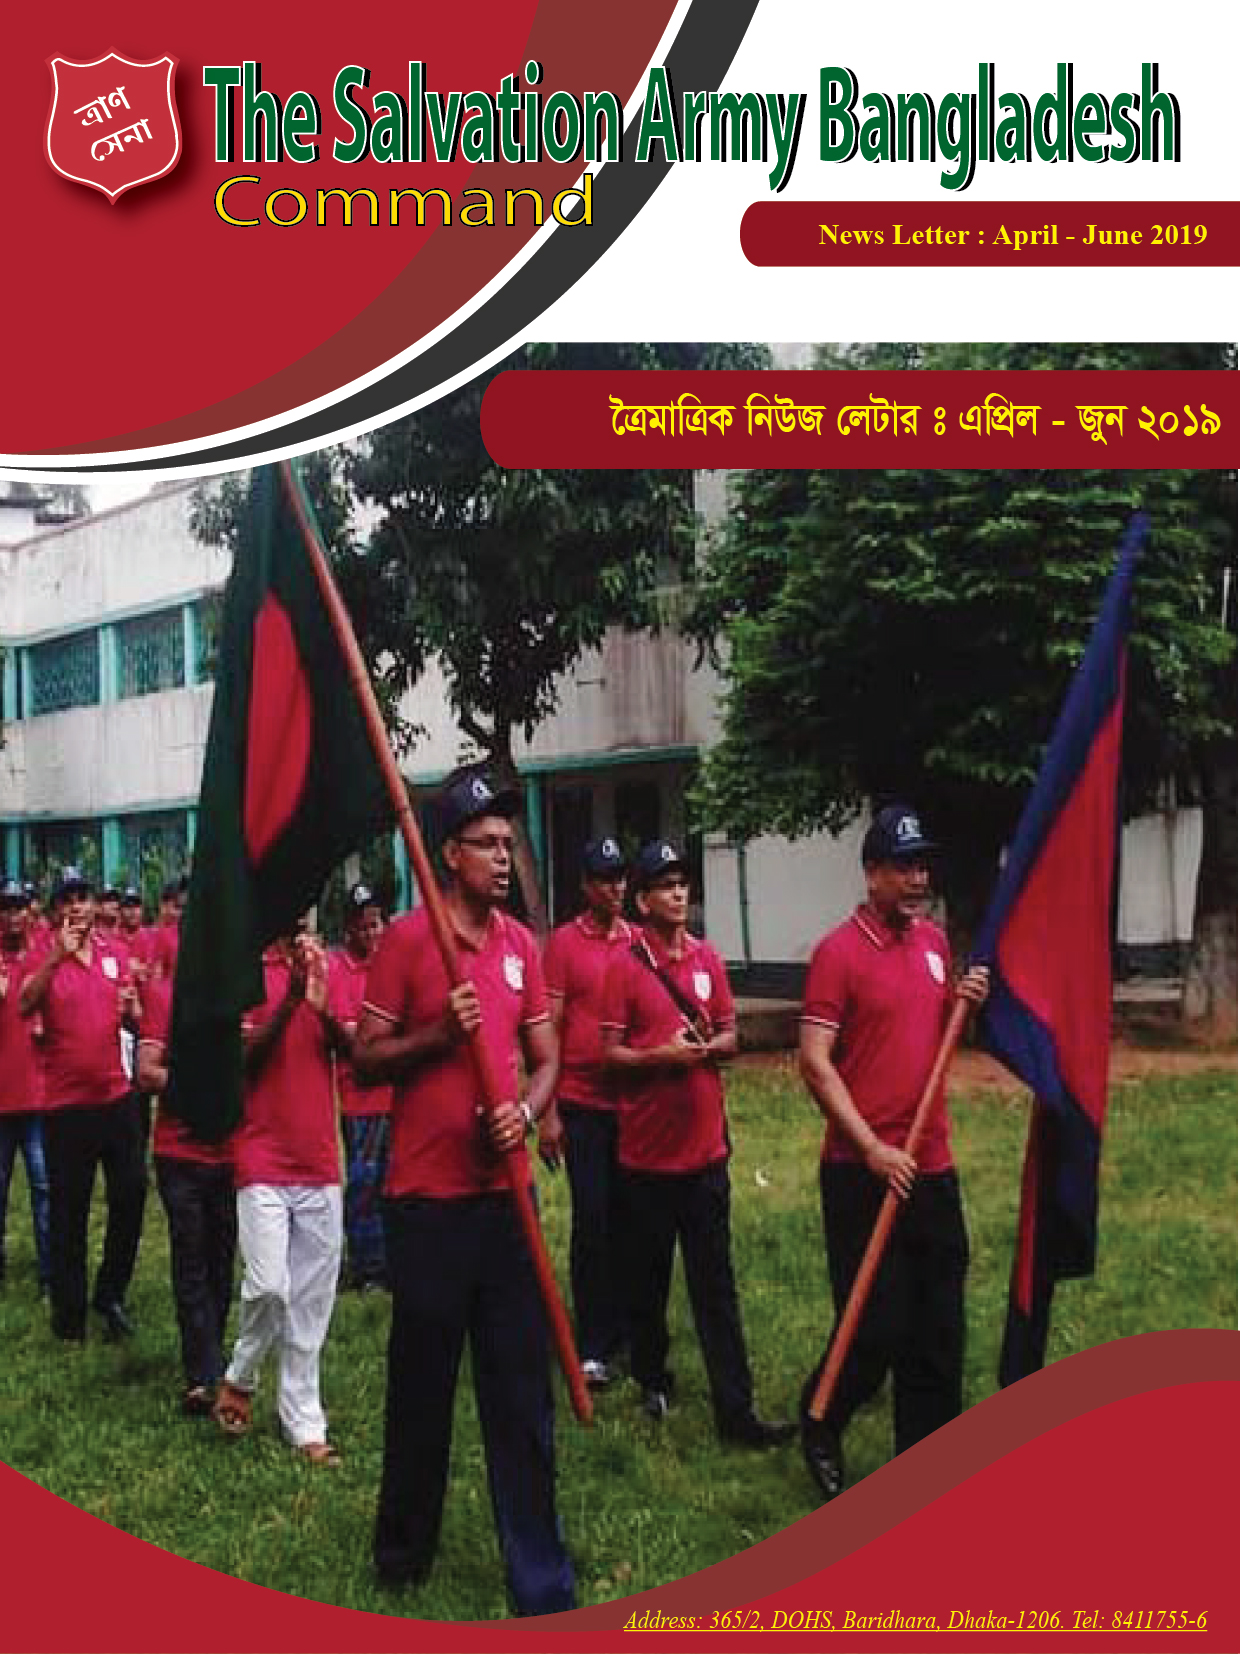 ত্রাণ
সেনা
The Salvation Army Bangladesh
Command
News Letter : April - June 2019
ত্রৈমাত্রিক নিউজ লেটার ঃ এপ্রিল - জুন ২০১৯
Address: 365/2, DOHS, Baridhara, Dhaka-1206. Tel: 8411755-6